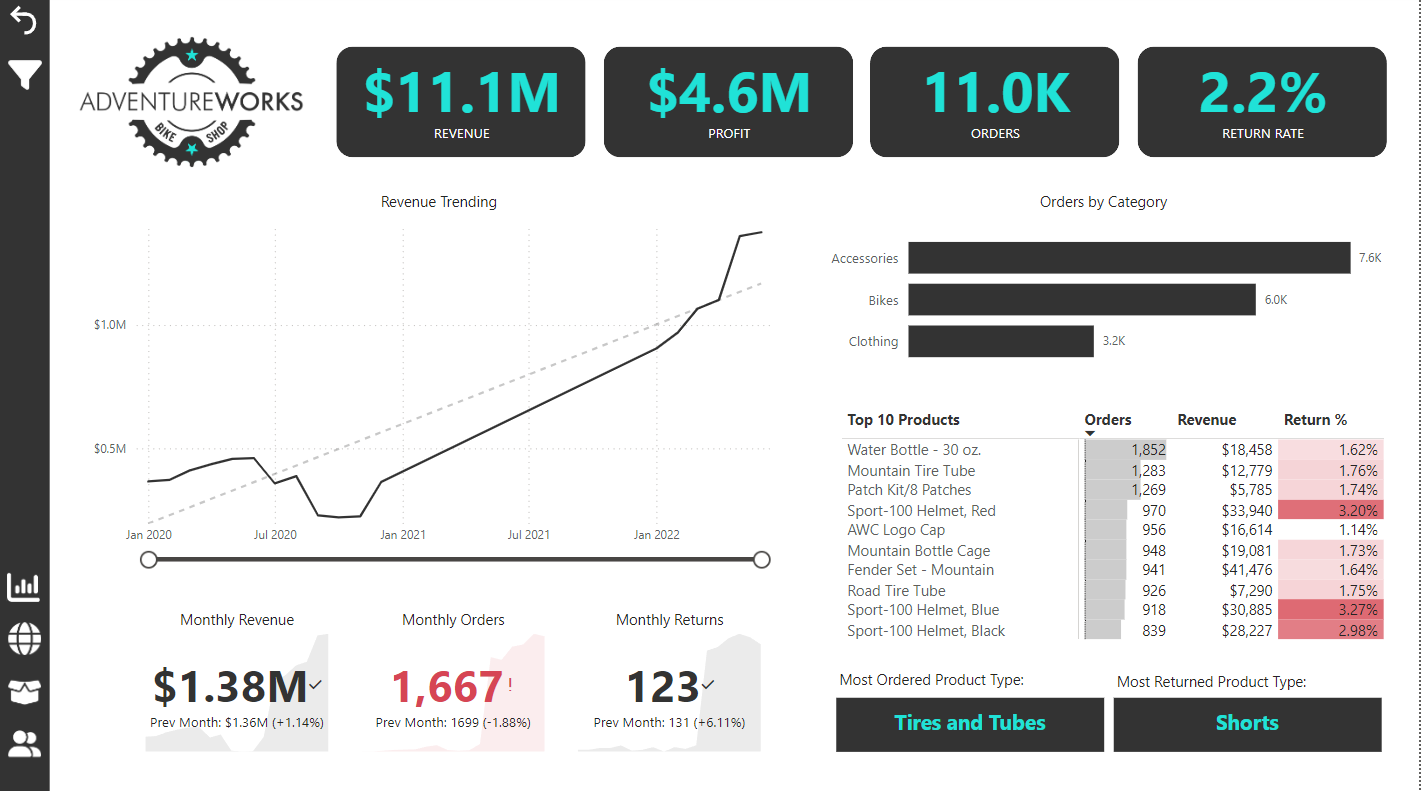 ADVENTUREWORKS
BIKE SHOP
$11.1M
REVENUE
$4.6M
PROFIT
11.0K
ORDERS
2.2%
RETURN RATE
Revenue Trending
$1.0M
$0.5M
Jan 2020 Jul 2020 Jan 2021 Jul 2021 Jan 2022
Orders by Category
Accessories 7.6K
Bikes 6.0K
Clothing 3.2K
Top 10 Products Orders Revenue Return %
Water Bottle - 30 oz. 1,852 $18,458 1.62%
Mountain Tire Tube 1,283 $12,779 1.76%
Patch Kit/8 Patches 1,269 $5,785 1.74%
Sport-100 Helmet, Red 970 $33,940 3.20%
AWC Logo Cap 956 $16,614 1.14%
Mountain Bottle Cage 948 $19,081 1.73%
Fender Set - Mountain 941 $41,476 1.64%
Road Tire Tube 926 $7,290 1.75%
Sport-100 Helmet, Blue 918 $30,885 3.27%
Sport-100 Helmet, Black 839 $28,227 2.98%
Monthly Revenue
$1.38M
Prev Month: $1.36M (+1.14%)
Monthly Orders
1,667!
Prev Month: 1699 (-1.88%)
Monthly Returns
123
Prev Month: 131 (+6.11%)
Most Ordered Product Type:
Tires and Tubes
Most Returned Product Type:
Shorts